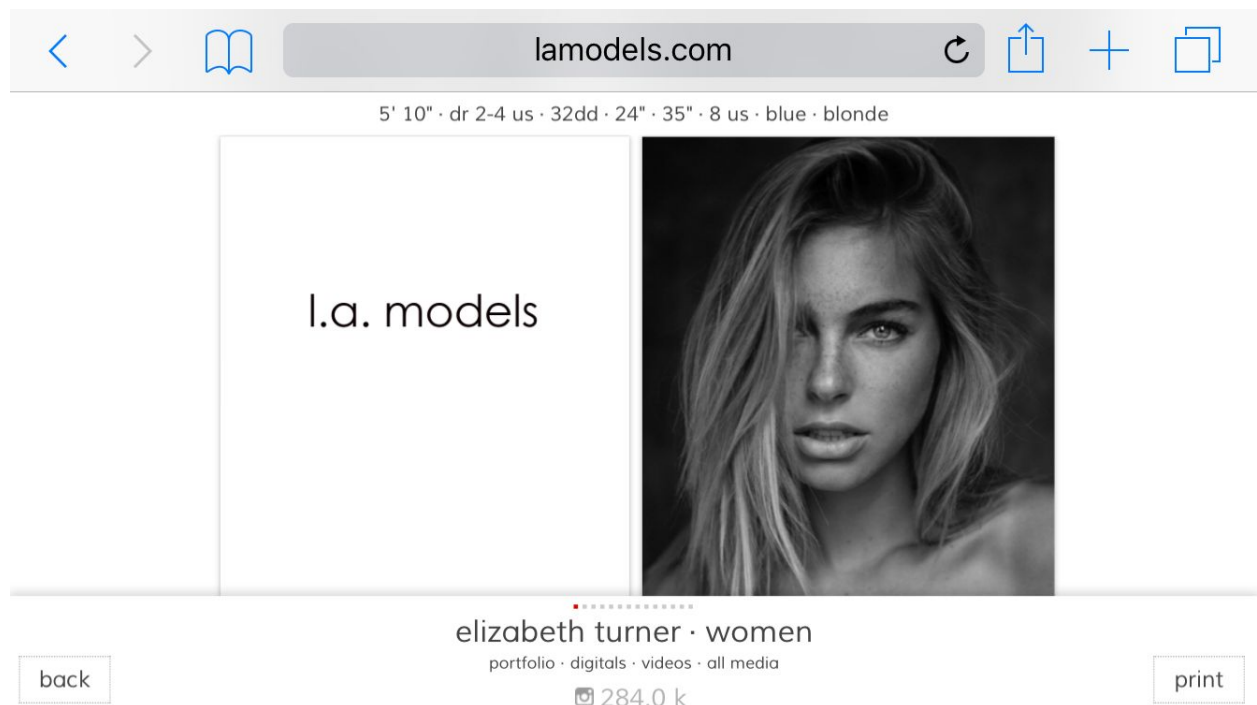 lamodels.com
5' 10" · dr 2-4 us · 32dd · 24" · 35" · 8 us · blue · blonde
l.a. models
elizabeth turner · women
portfolio · digitals · videos · all media
back
print
284.0 k